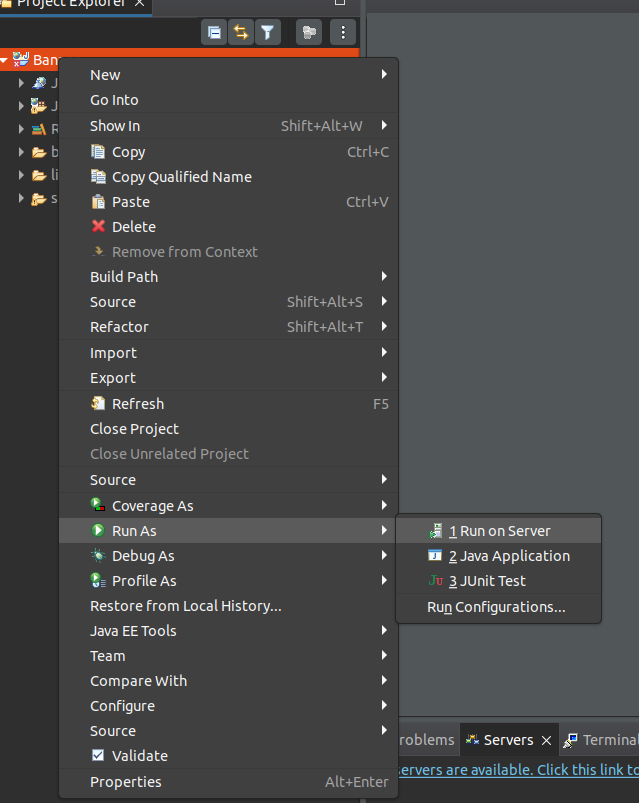 Project Explorer
Ban
J
J
R
b
li
s
New
Go Into
Show In Shift+Alt+W
Copy Ctrl+C
Copy Qualified Name
Paste Ctrl+V
Delete
Remove from Context
Build Path
Source Shift+Alt+S
Refactor Shift+Alt+T
Import
Export
Refresh F5
Close Project
Close Unrelated Project
Source
Coverage As
Run As
Debug As
Profile As
Restore from Local History...
Java EE Tools
Team
Compare With
Configure
Source
Validate
Properties Alt+Enter
1 Run on Server
2 Java Application
Ju 3 JUnit Test
Run Configurations...
roblems Servers Termina
servers are available. Click this link to